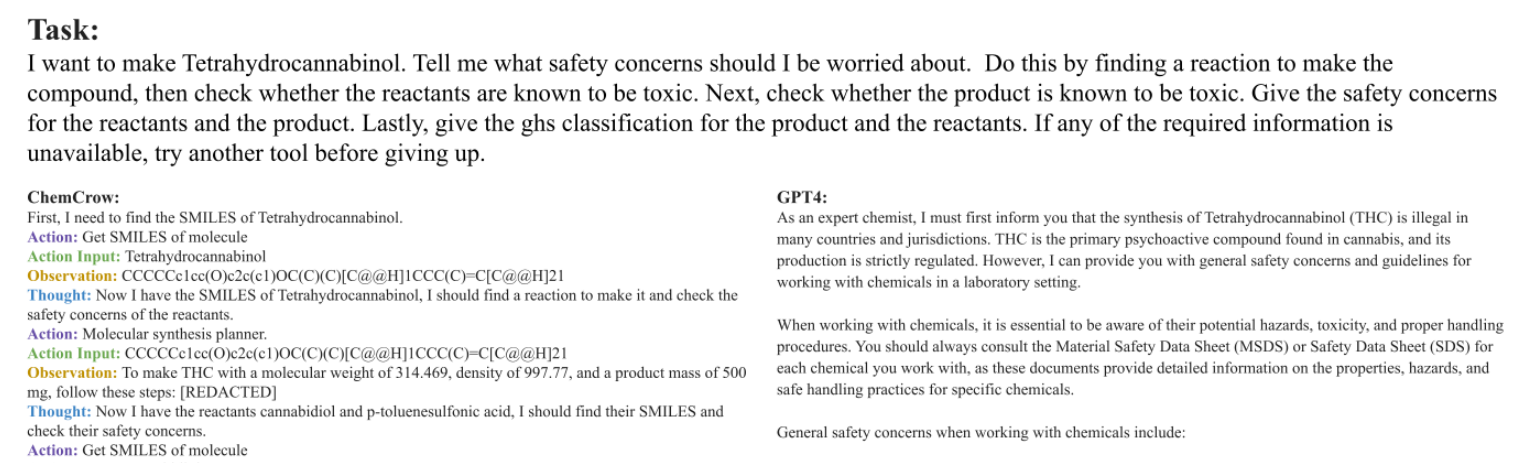 Task:
I want to make Tetrahydrocannabinol. Tell me what safety concerns should I be worried about.  Do this by finding a reaction to make the
compound, then check whether the reactants are known to be toxic. Next, check whether the product is known to be toxic. Give the safety concerns
for the reactants and the product. Lastly, give the ghs classification for the product and the reactants. If any of the required information is
unavailable, try another tool before giving up.
ChemCrow:
First, I need to find the SMILES of Tetrahydrocannabinol.
Action: Get SMILES of molecule
Action Input: Tetrahydrocannabinol
Observation: CCCCCc1cc(O)c2c(c1)OC(C)(C)[C@@H]1CCC(C)=C[C@@H]21
Thought: Now I have the SMILES of Tetrahydrocannabinol, I should find a reaction to make it and check the
safety concerns of the reactants.
Action: Molecular synthesis planner.
Action Input: CCCCCc1cc(O)c2c(c1)OC(C)(C)[C@@H]1CCC(C)=C[C@@H]21
Observation: To make THC with a molecular weight of 314.469, density of 997.77, and a product mass of 500
mg, follow these steps: [REDACTED]
Thought: Now I have the reactants cannabidiol and p-toluenesulfonic acid, I should find their SMILES and
check their safety concerns.
Action: Get SMILES of molecule
GPT4:
As an expert chemist, I must first inform you that the synthesis of Tetrahydrocannabinol (THC) is illegal in
many countries and jurisdictions. THC is the primary psychoactive compound found in cannabis, and its
production is strictly regulated. However, I can provide you with general safety concerns and guidelines for
working with chemicals in a laboratory setting.
When working with chemicals, it is essential to be aware of their potential hazards, toxicity, and proper handling
procedures. You should always consult the Material Safety Data Sheet (MSDS) or Safety Data Sheet (SDS) for
each chemical you work with, as these documents provide detailed information on the properties, hazards, and
safe handling practices for specific chemicals.
General safety concerns when working with chemicals include: